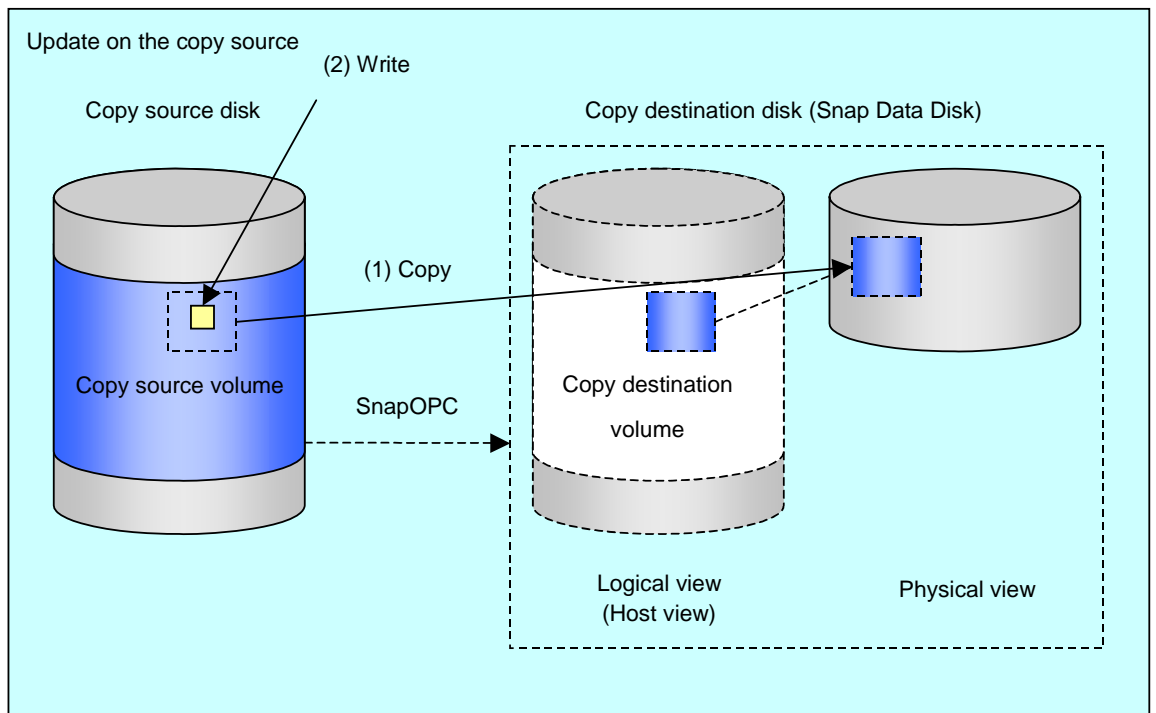 Update on the copy source
(2) Write
Copy source disk
Copy destination disk (Snap Data Disk)
(1) Copy
Copy source volume
Copy destination
volume
SnapOPC
Logical view
(Host view)
Physical view